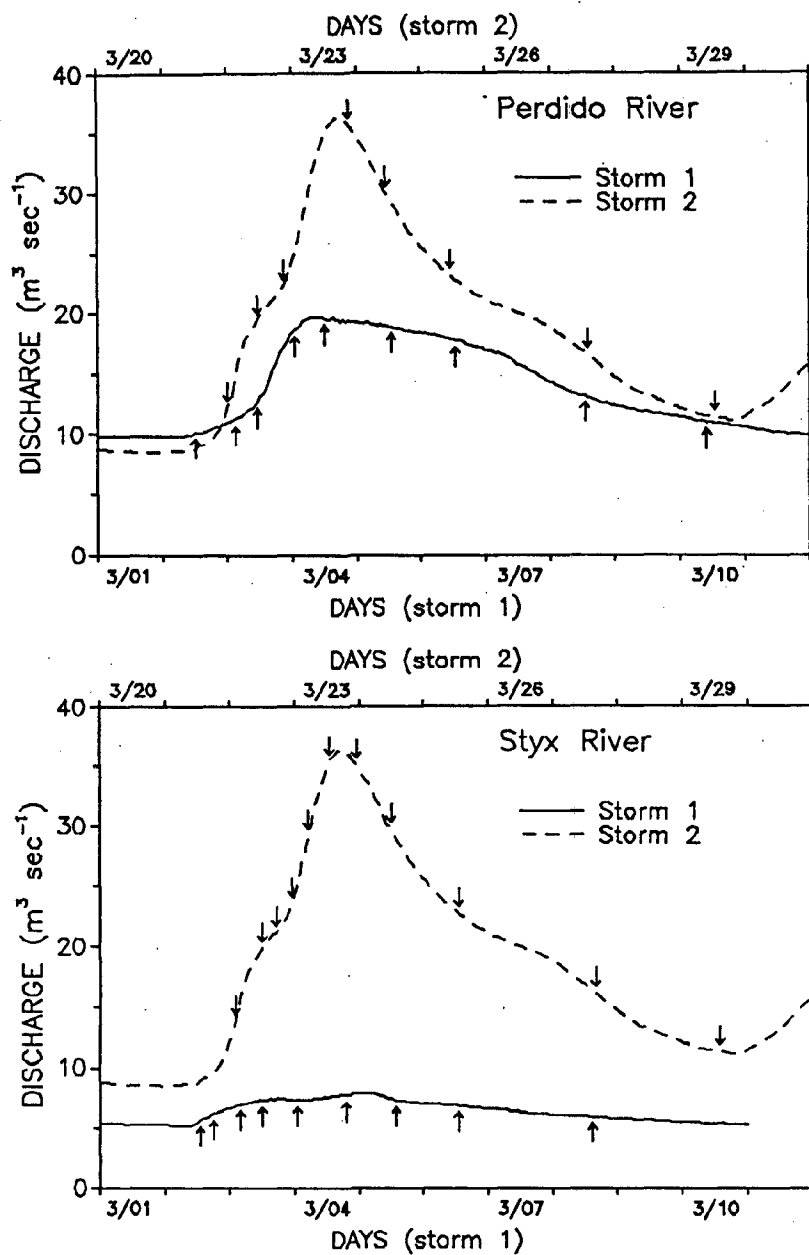 DAYS (storm 2)
3/20 3/23 3/26 3/29
40
30
20
10
0
DISCHARGE (m³ sec⁻¹)
Perdido River
Storm 1
Storm 2
3/01 3/04 3/07 3/10
DAYS (storm 1)
DAYS (storm 2)
3/20 3/23 3/26 3/29
40
30
20
10
0
DISCHARGE (m³ sec⁻¹)
Styx River
Storm 1
Storm 2
3/01 3/04 3/07 3/10
DAYS (storm 1)